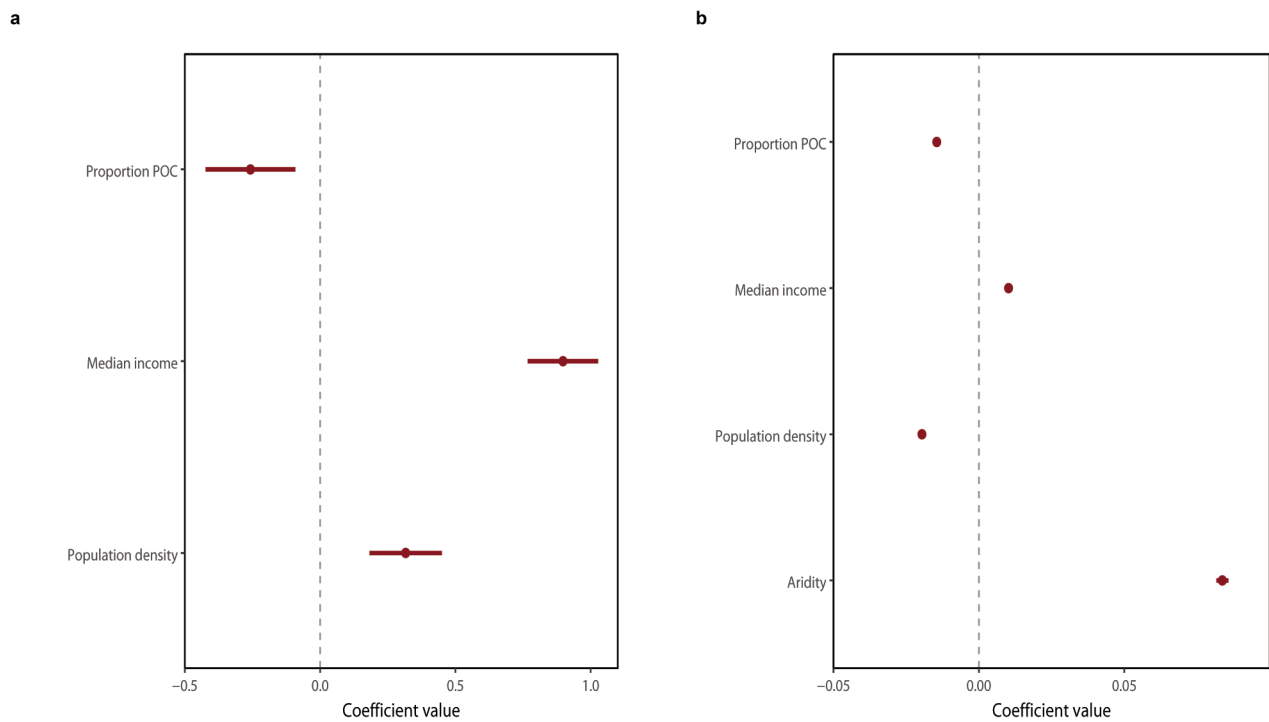 a
Proportion POC
Median income
Population density
−0.5
0.0
0.5
1.0
Coefficient value
b
Proportion POC
Median income
Population density
Aridity
−0.05
0.00
0.05
Coefficient value